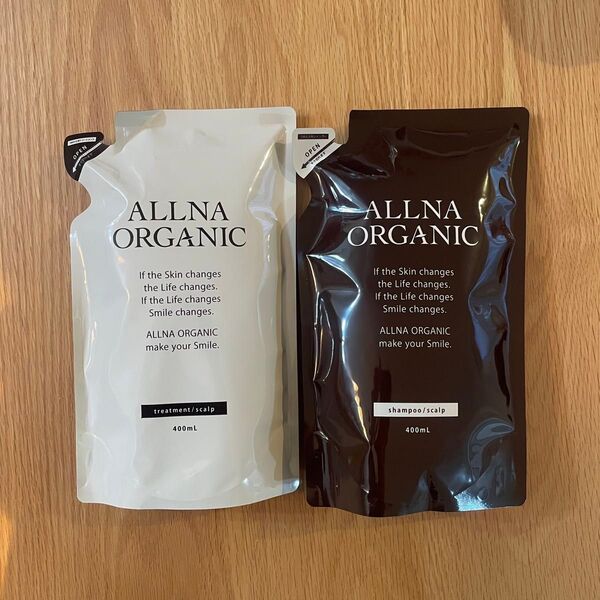 OPEN
ALLNA
ORGANIC
If the Skin changes
the Life changes.
If the Life changes
Smile changes.
ALLNA ORGANIC
make your Smile.
treatment/scalp
400mL
OPEN
ALLNA
ORGANIC
If the Skin changes
the Life changes.
If the Life changes
Smile changes.
ALLNA ORGANIC
make your Smile.
shampoo/scalp
400mL